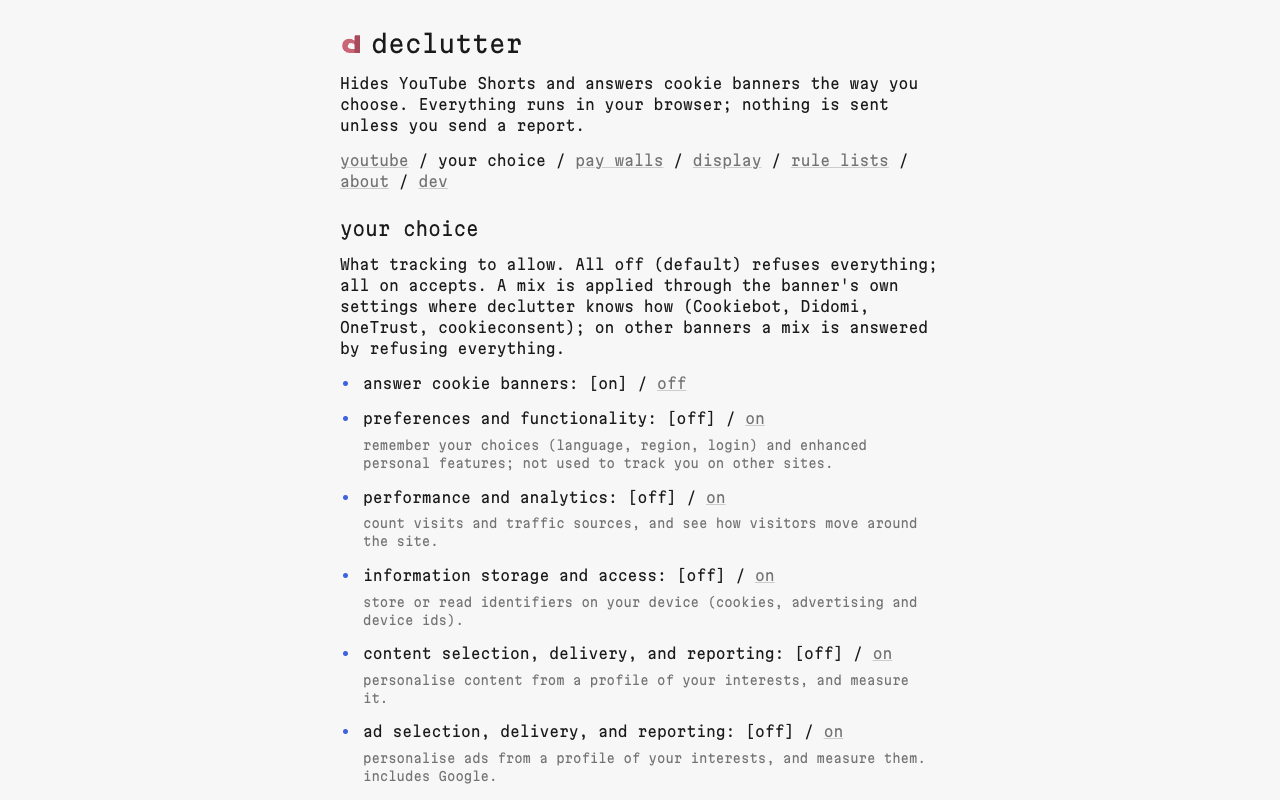 d declutter
Hides YouTube Shorts and answers cookie banners the way you
choose. Everything runs in your browser; nothing is sent
unless you send a report.
youtube / your choice / pay walls / display / rule lists /
about / dev
your choice
What tracking to allow. All off (default) refuses everything;
all on accepts. A mix is applied through the banner's own
settings where declutter knows how (Cookiebot, Didomi,
OneTrust, cookieconsent); on other banners a mix is answered
by refusing everything.
• answer cookie banners: [on] / off
• preferences and functionality: [off] / on
remember your choices (language, region, login) and enhanced
personal features; not used to track you on other sites.
• performance and analytics: [off] / on
count visits and traffic sources, and see how visitors move around
the site.
• information storage and access: [off] / on
store or read identifiers on your device (cookies, advertising and
device ids).
• content selection, delivery, and reporting: [off] / on
personalise content from a profile of your interests, and measure
it.
• ad selection, delivery, and reporting: [off] / on
personalise ads from a profile of your interests, and measure them.
includes Google.